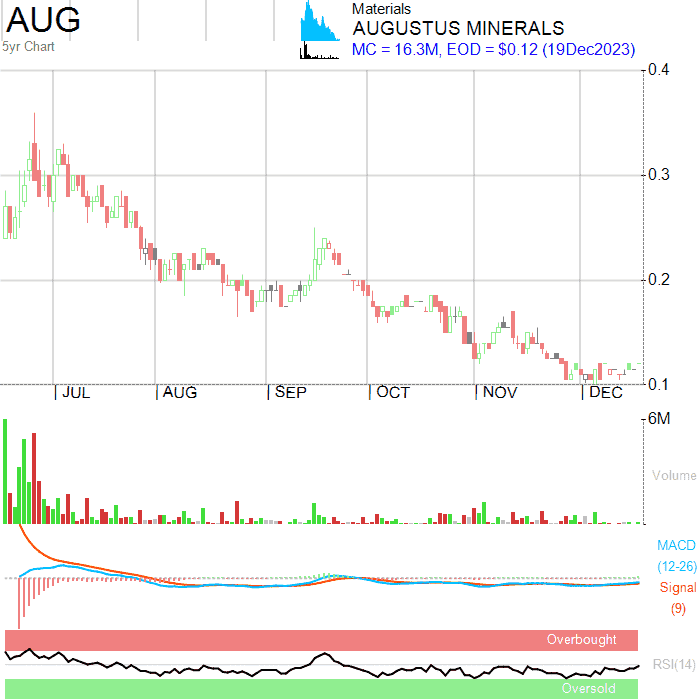 AUG
5yr Chart
Materials
AUGUSTUS MINERALS
MC = 16.3M, EOD = $0.12 (19Dec2023)
0.4
0.3
0.2
0.1
JUL AUG SEP OCT NOV DEC
6M
Volume
MACD
(12-26)
Signal
(9)
Overbought
RSI(14)
Oversold